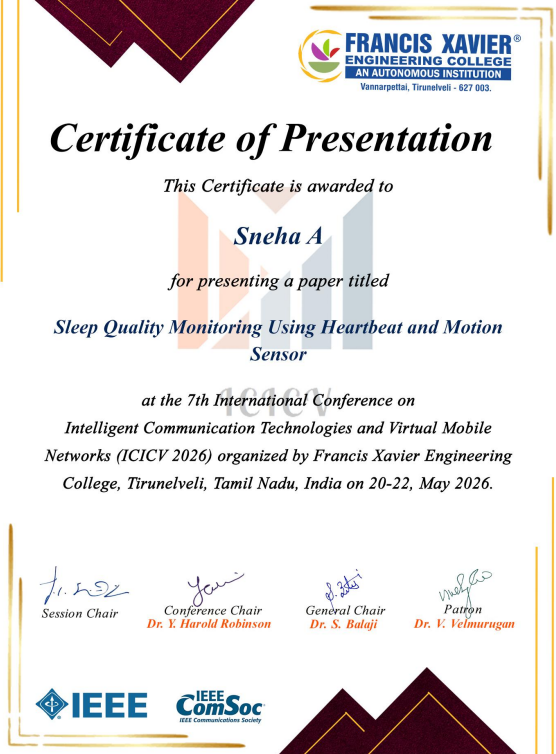 FRANCIS XAVIER®
ENGINEERING COLLEGE
AN AUTONOMOUS INSTITUTION
Vannarpettai, Tirunelveli - 627 003.
Certificate of Presentation
This Certificate is awarded to
Sneha A
for presenting a paper titled
Sleep Quality Monitoring Using Heartbeat and Motion
Sensor
ICICV
at the 7th International Conference on
Intelligent Communication Technologies and Virtual Mobile
Networks (ICICV 2026) organized by Francis Xavier Engineering
College, Tirunelveli, Tamil Nadu, India on 20-22, May 2026.
Session Chair
Conference Chair
Dr. Y. Harold Robinson
General Chair
Dr. S. Balaji
Patron
Dr. V. Velmurugan
IEEE
IEEE
ComSoc
IEEE Communications Society